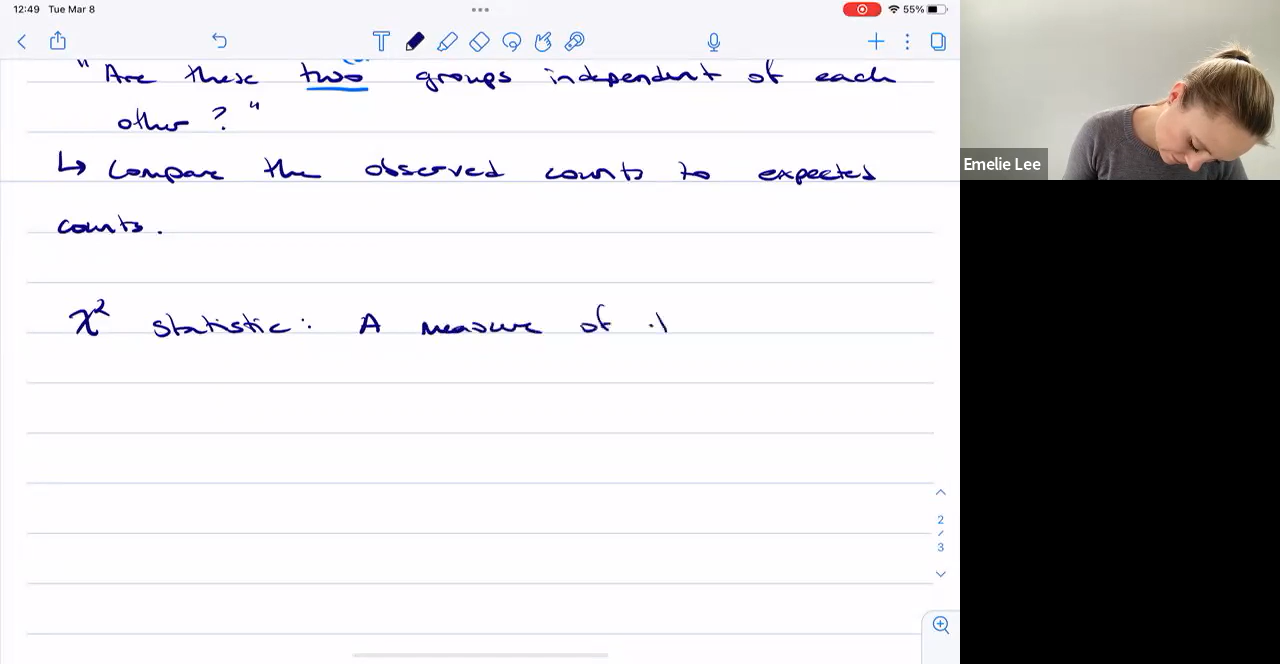 12:49 Tue Mar 8
55%
"Are these two groups independent of each
other ? "
↳ Compare the observed counts to expected
counts .
Emelie Lee
χ² statistic : A measure of
2
/
3